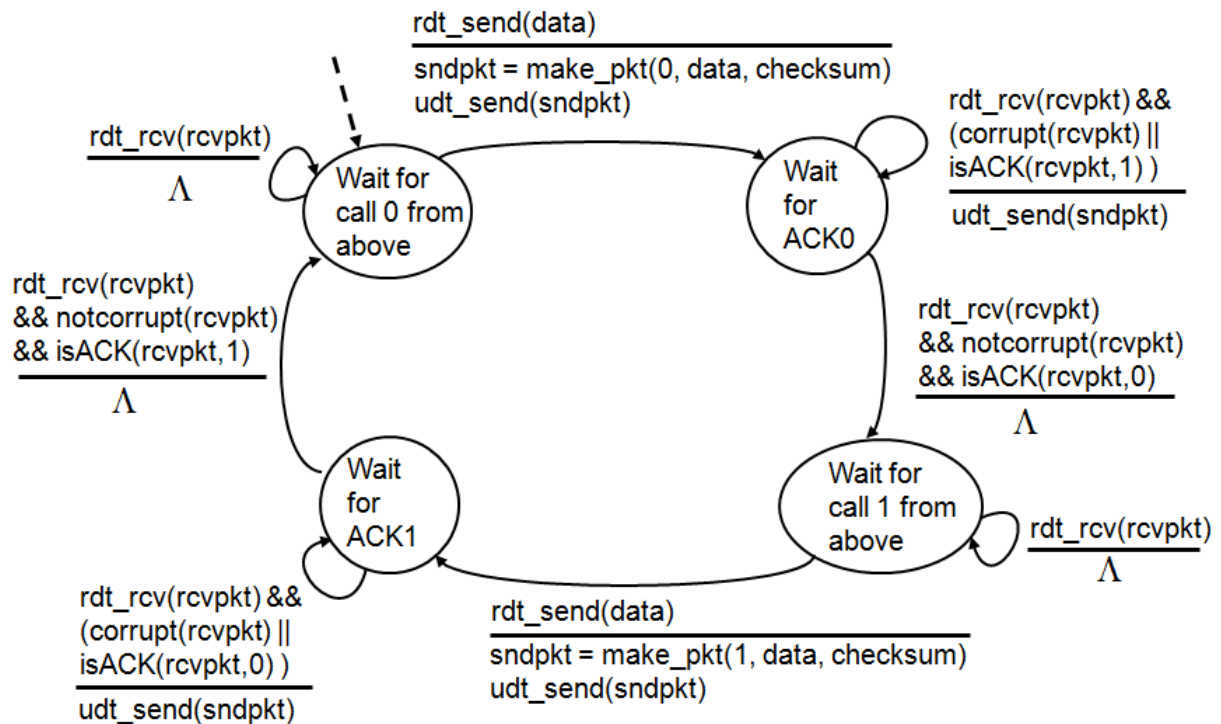 rdt_send(data)
sndpkt = make_pkt(0, data, checksum)
udt_send(sndpkt)
rdt_rcv(rcvpkt)
Λ
Wait for
call 0 from
above
Wait
for
ACK0
rdt_rcv(rcvpkt) &&
(corrupt(rcvpkt) ||
isACK(rcvpkt,1) )
udt_send(sndpkt)
rdt_rcv(rcvpkt)
&& notcorrupt(rcvpkt)
&& isACK(rcvpkt,1)
Λ
rdt_rcv(rcvpkt)
&& notcorrupt(rcvpkt)
&& isACK(rcvpkt,0)
Λ
Wait
for
ACK1
Wait for
call 1 from
above
rdt_rcv(rcvpkt)
Λ
rdt_rcv(rcvpkt) &&
(corrupt(rcvpkt) ||
isACK(rcvpkt,0) )
udt_send(sndpkt)
rdt_send(data)
sndpkt = make_pkt(1, data, checksum)
udt_send(sndpkt)